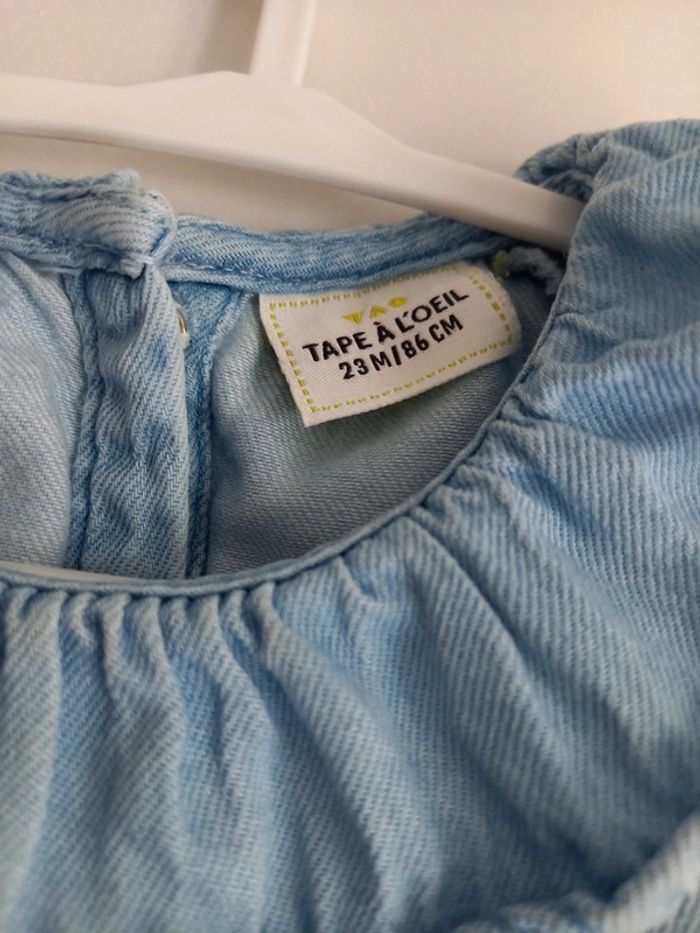 TAO
TAPE À L'OEIL
23 M/86 CM